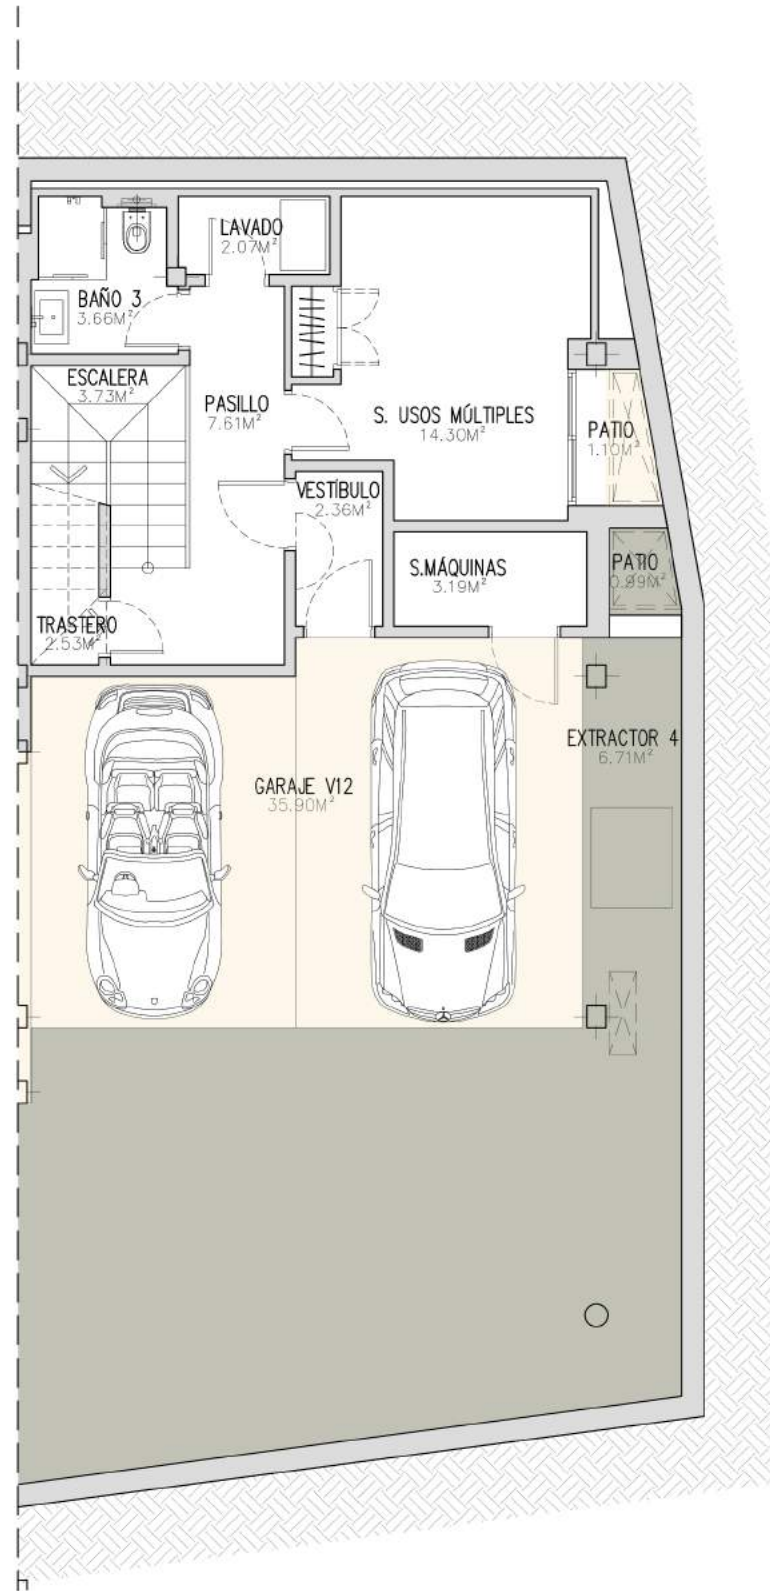 LAVADO
2.07M²
BAÑO 3
3.66M²
ESCALERA
3.73M²
PASILLO
7.61M²
S. USOS MÚLTIPLES
14.30M²
PATIO
1.10M²
VESTÍBULO
2.36M²
S.MÁQUINAS
3.19M²
PATIO
0.99M²
TRASTERO
2.53M²
EXTRACTOR 4
6.71M²
GARAJE V12
35.90M²